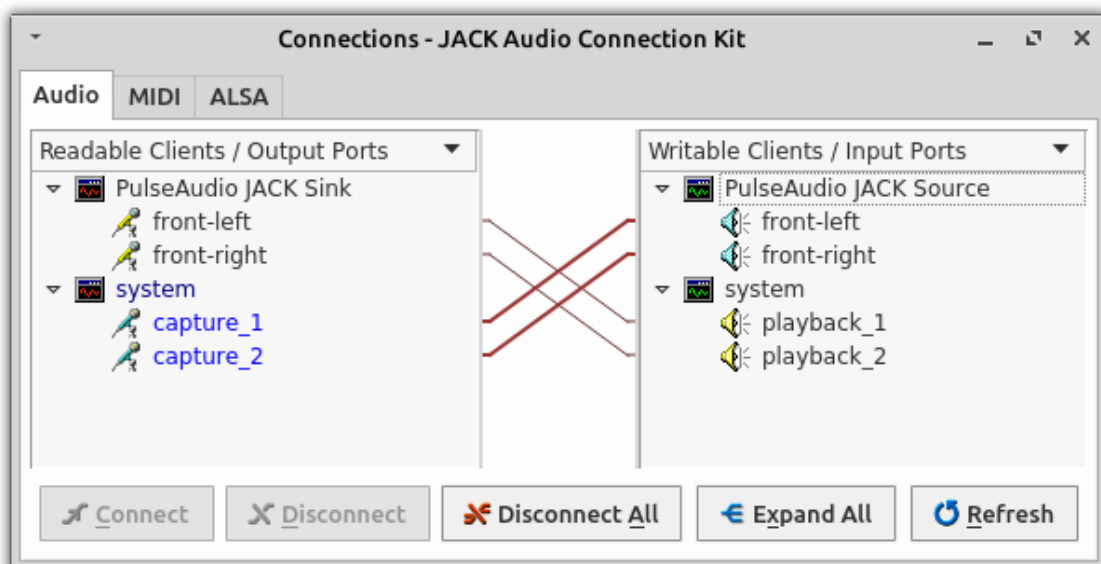 Connections - JACK Audio Connection Kit
Audio MIDI ALSA
Readable Clients / Output Ports
PulseAudio JACK Sink
front-left
front-right
system
capture_1
capture_2
Writable Clients / Input Ports
PulseAudio JACK Source
front-left
front-right
system
playback_1
playback_2
Connect Disconnect Disconnect All Expand All Refresh